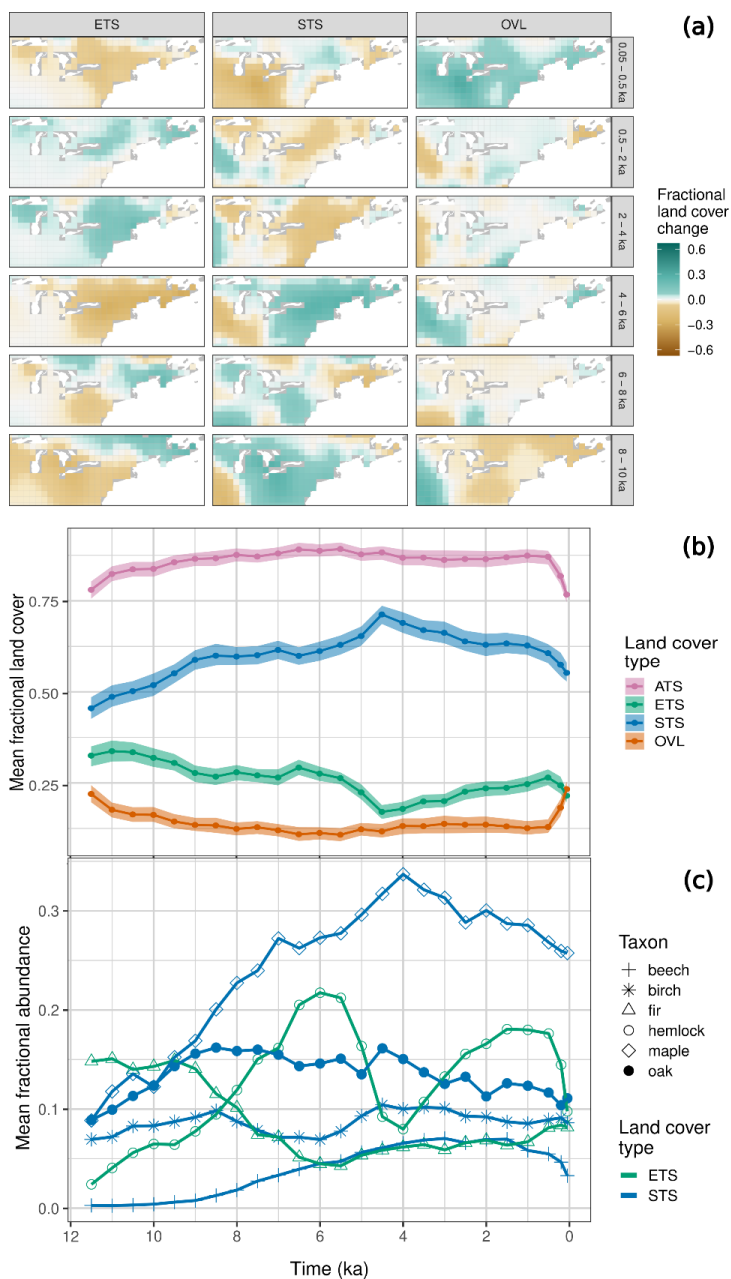 ETS STS OVL (a)
0.05 – 0.5 ka
0.5 – 2 ka
2 – 4 ka
4 – 6 ka
6 – 8 ka
8 – 10 ka
Fractional
land cover
change
0.6
0.3
0.0
−0.3
−0.6
(b)
Mean fractional land cover
0.75
0.50
0.25
Land cover
type
ATS
ETS
STS
OVL
(c)
Mean fractional abundance
0.3
0.2
0.1
0.0
12 10 8 6 4 2 0
Time (ka)
Taxon
beech
birch
fir
hemlock
maple
oak
Land cover
type
ETS
STS